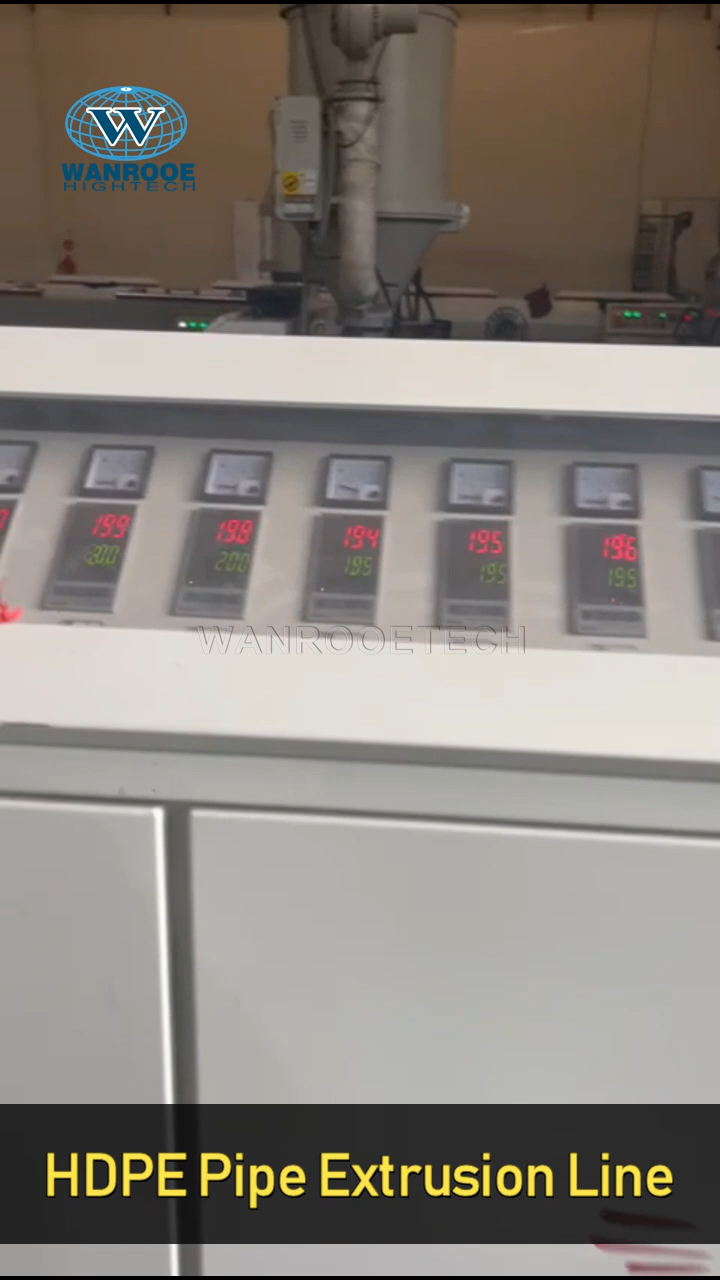 W
WANROOE
HIGHTECH
199 198 194 195 196
200 200 195 195 195
WANROOETECH
HDPE Pipe Extrusion Line